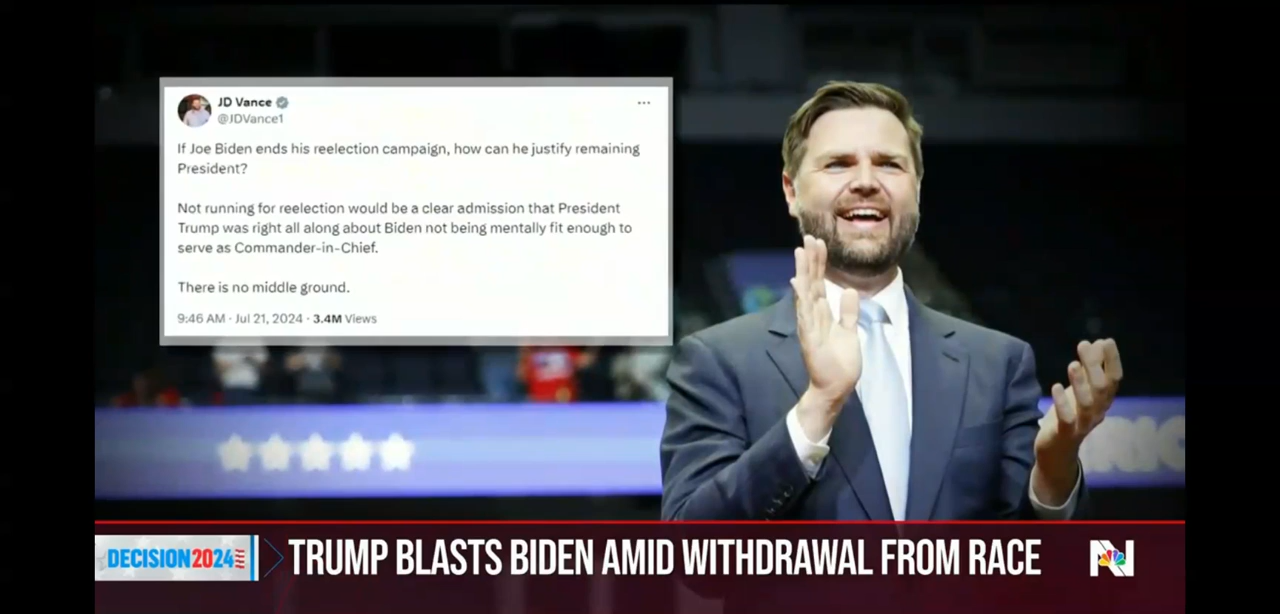 JD Vance
@JDVance1
If Joe Biden ends his reelection campaign, how can he justify remaining
President?
Not running for reelection would be a clear admission that President
Trump was right all along about Biden not being mentally fit enough to
serve as Commander-in-Chief.
There is no middle ground.
9:46 AM · Jul 21, 2024 · 3.4M Views
DECISION 2024
TRUMP BLASTS BIDEN AMID WITHDRAWAL FROM RACE